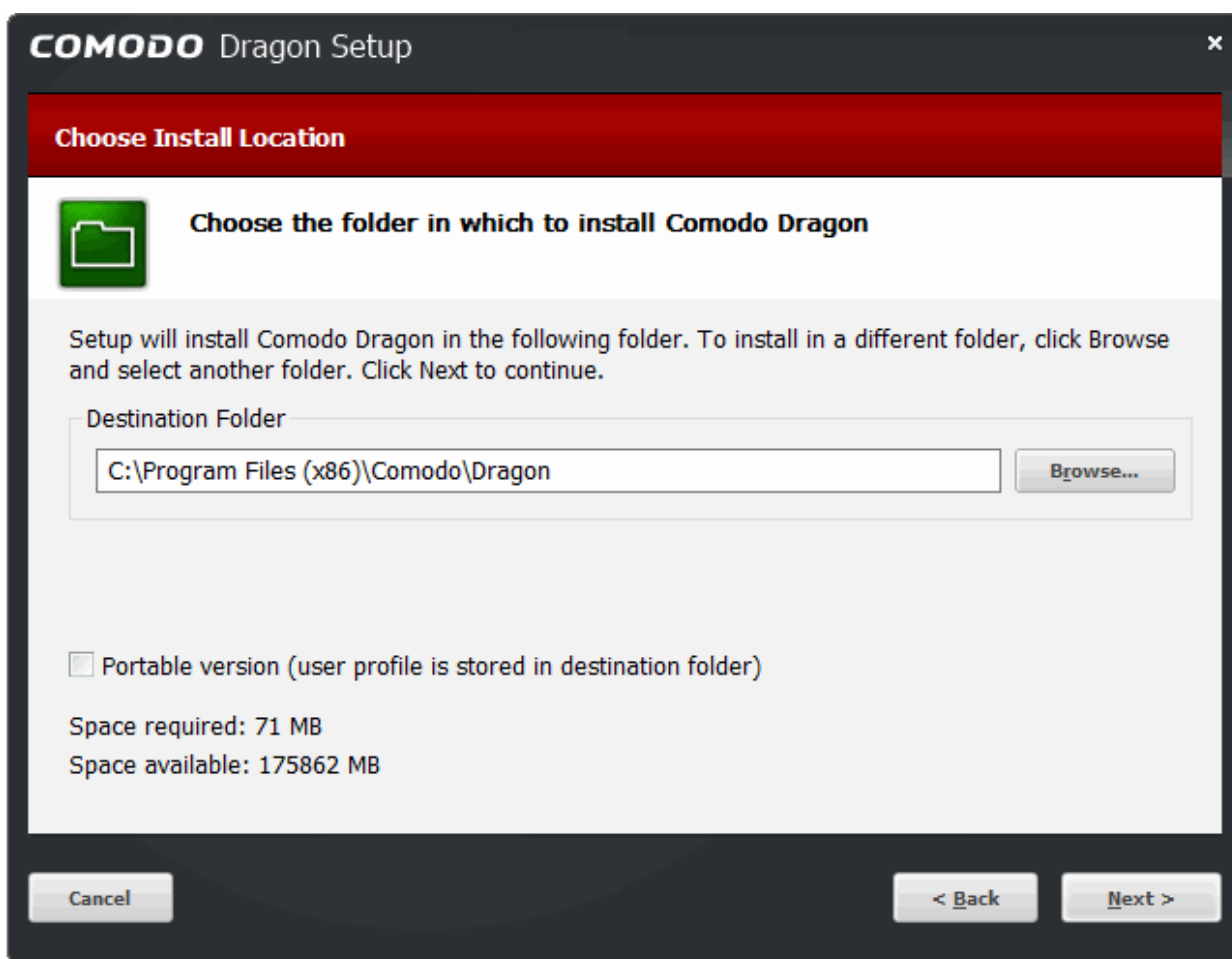 COMODO Dragon Setup
Choose Install Location
Choose the folder in which to install Comodo Dragon
Setup will install Comodo Dragon in the following folder. To install in a different folder, click Browse
and select another folder. Click Next to continue.
Destination Folder
C:\Program Files (x86)\Comodo\Dragon
Browse...
Portable version (user profile is stored in destination folder)
Space required: 71 MB
Space available: 175862 MB
Cancel
< Back
Next >